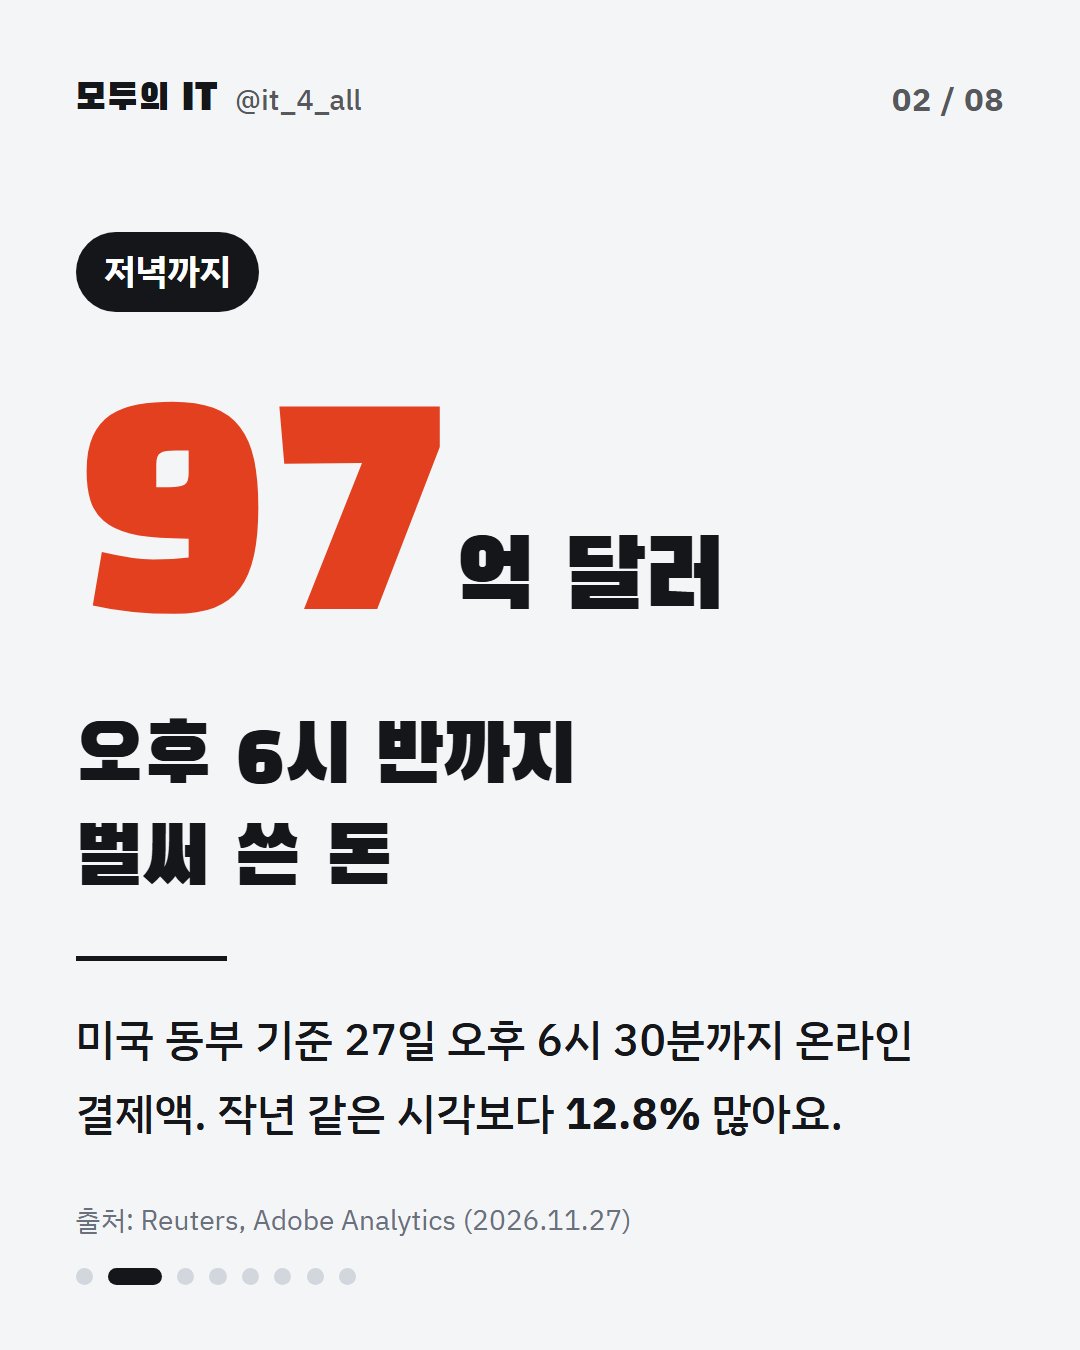 모두의 IT @it_4_all 02 / 08
저녁까지
97억 달러
오후 6시 반까지
벌써 쓴 돈
미국 동부 기준 27일 오후 6시 30분까지 온라인
결제액. 작년 같은 시각보다 12.8% 많아요.
출처: Reuters, Adobe Analytics (2026.11.27)